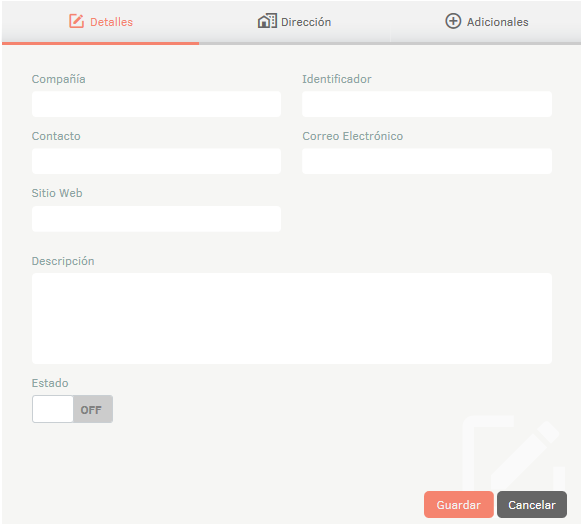 Detalles Dirección Adicionales
Compañía Identificador
Contacto Correo Electrónico
Sitio Web
Descripción
Estado
OFF
Guardar Cancelar